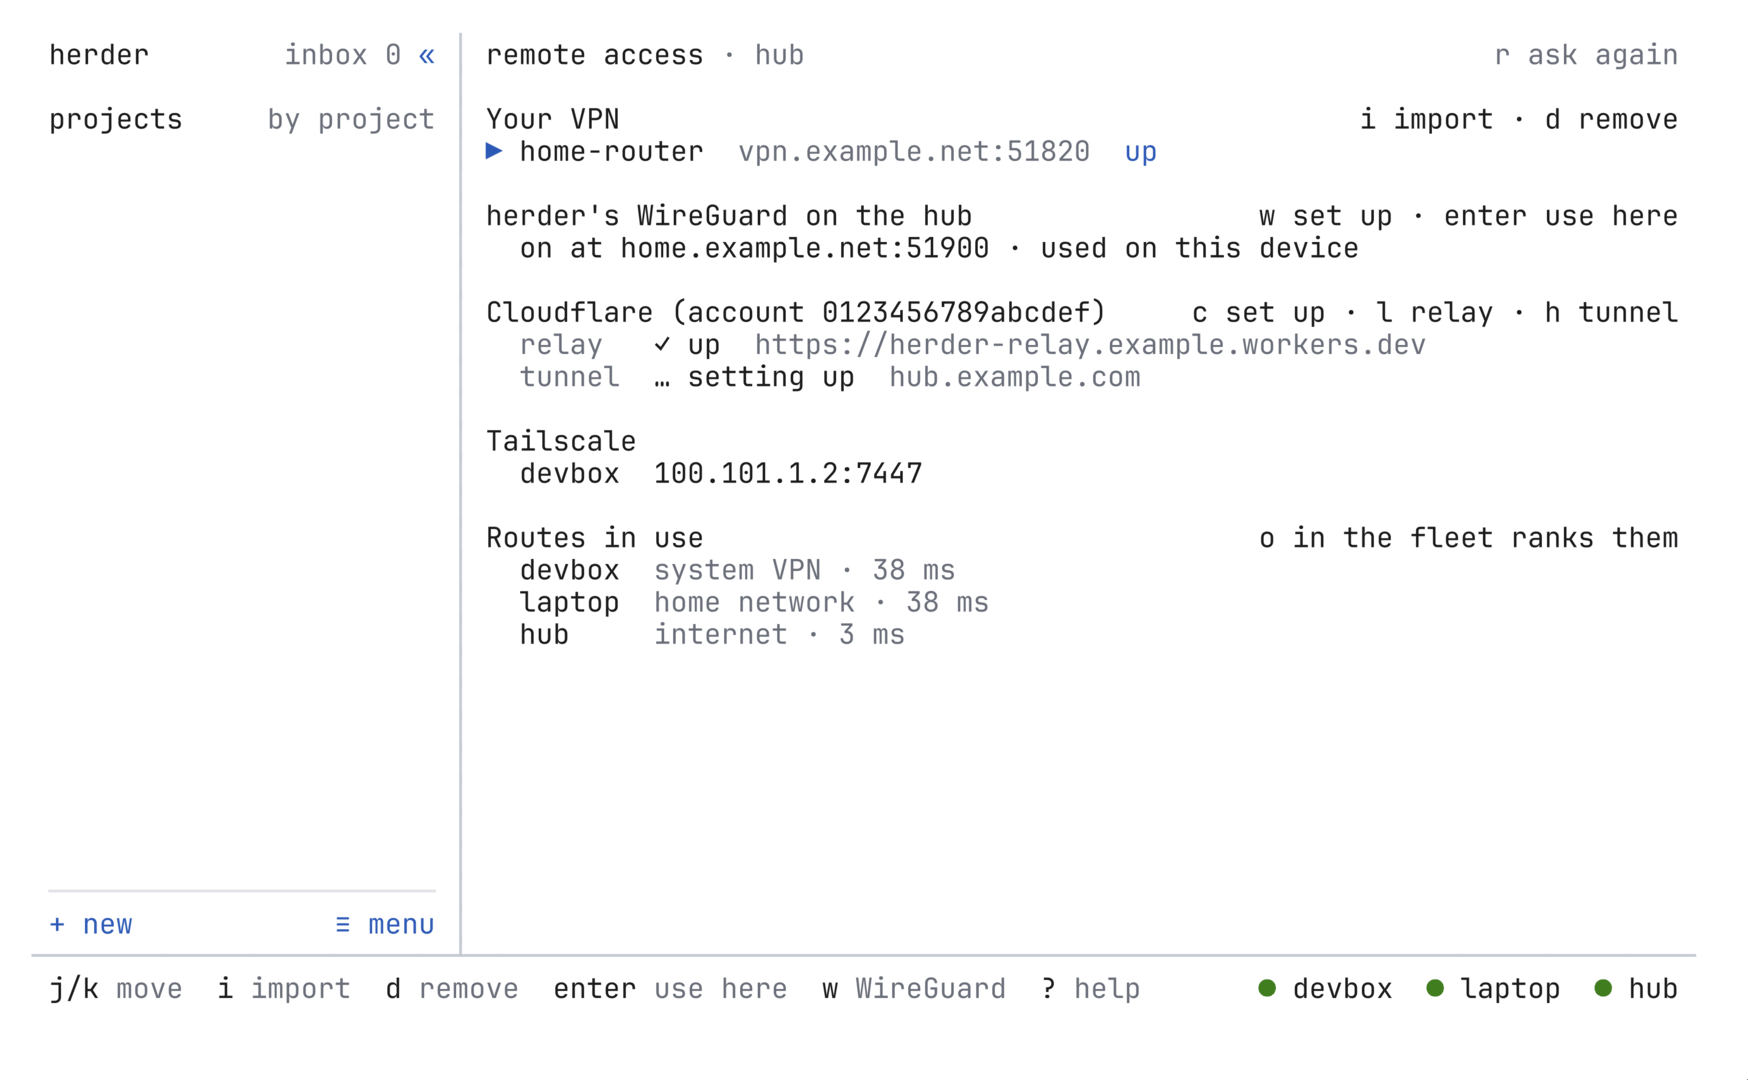 herder inbox 0 «
projects by project
+ new ≡ menu
remote access · hub r ask again
Your VPN i import · d remove
▶ home-router vpn.example.net:51820 up
herder's WireGuard on the hub w set up · enter use here
on at home.example.net:51900 · used on this device
Cloudflare (account 0123456789abcdef) c set up · l relay · h tunnel
relay ✓ up https://herder-relay.example.workers.dev
tunnel … setting up hub.example.com
Tailscale
devbox 100.101.1.2:7447
Routes in use o in the fleet ranks them
devbox system VPN · 38 ms
laptop home network · 38 ms
hub internet · 3 ms
j/k move i import d remove enter use here w WireGuard ? help ● devbox ● laptop ● hub